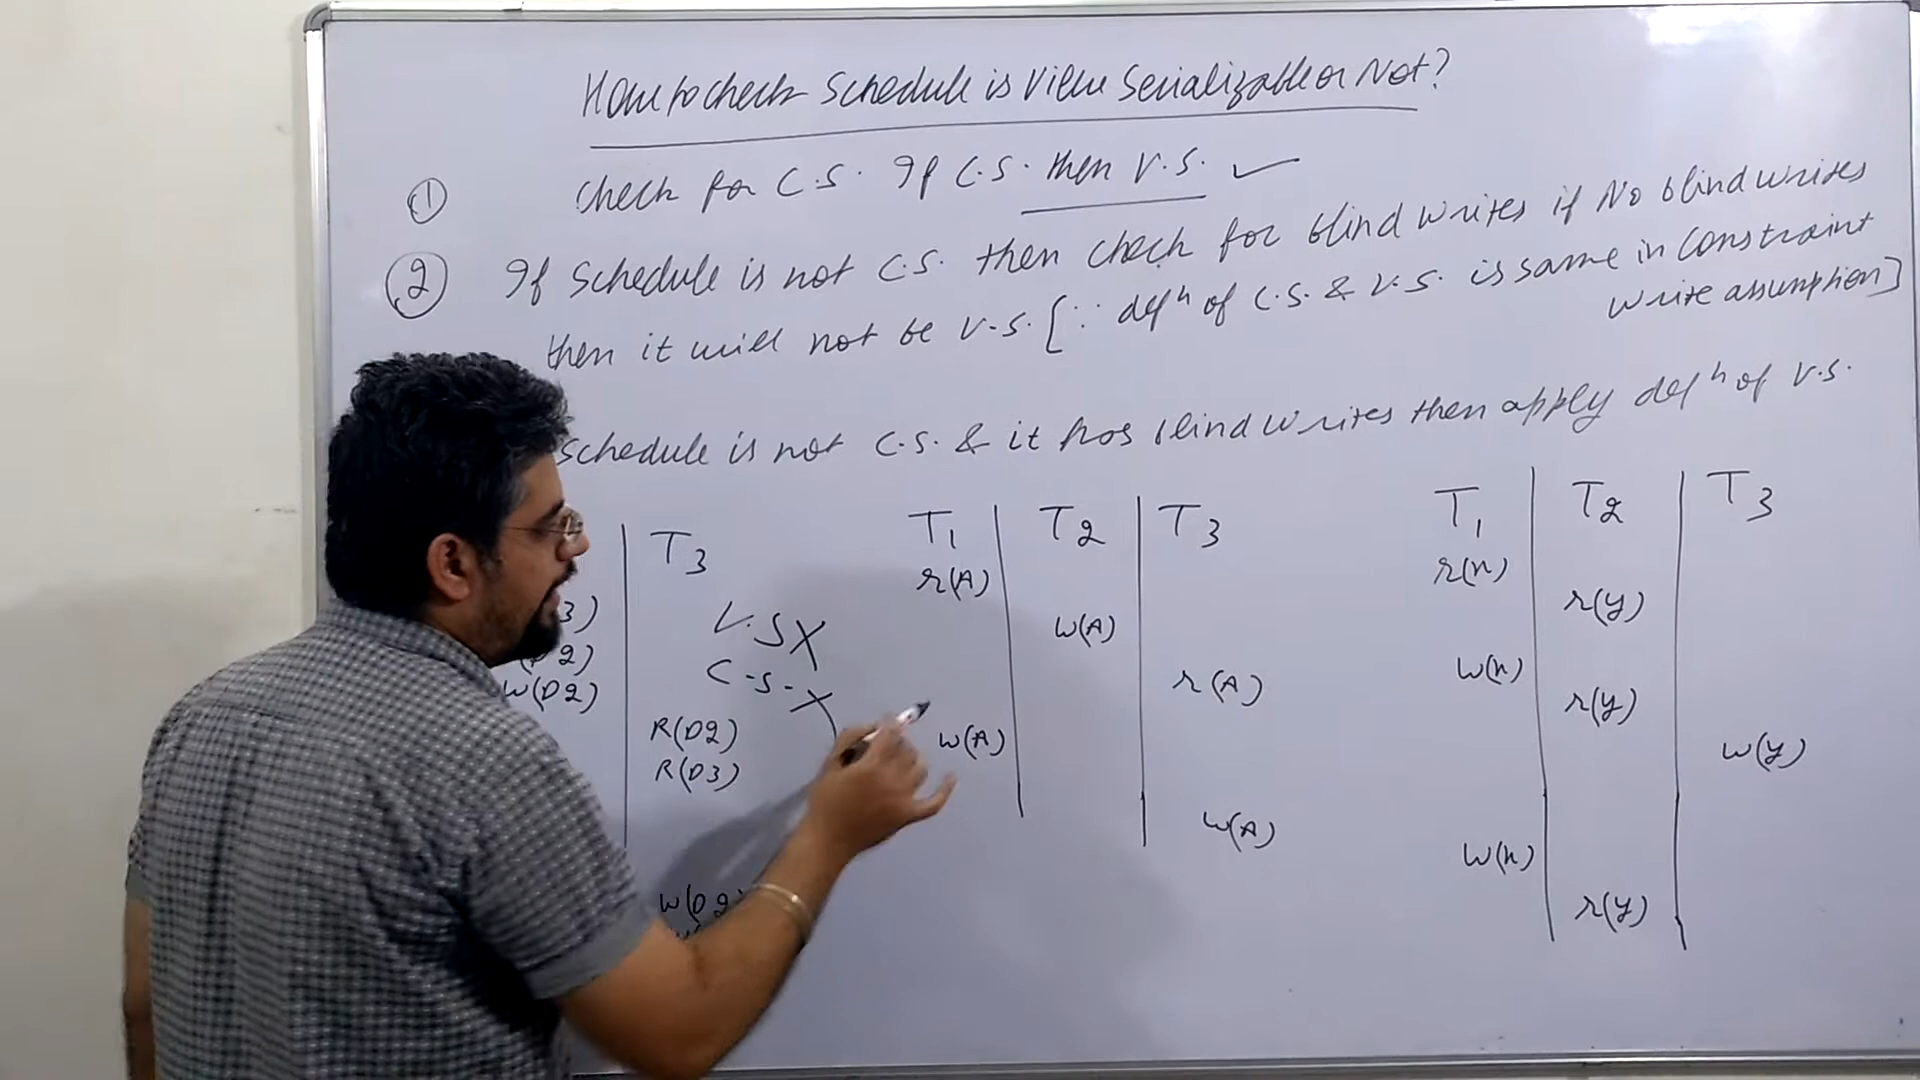 How to check Schedule is View Serializable or Not?
① Check for C.S. If C.S. then V.S. ✓
② If Schedule is not C.S. then check for blind writes if No blind writes
then it will not be V.S. [∵ defⁿ of C.S. & V.S. is same in Constraint
write assumption]
schedule is not C.S. & it has blind writes then apply defⁿ of V.S.
T3
3)
2)
W(D2)
V.S X
C.S. X
R(D2)
R(D3)
W(D2)
T1 T2 T3
r(A)
w(A)
r(A)
w(A)
w(A)
T1 T2 T3
r(x)
r(y)
w(x)
r(y)
w(y)
w(x)
r(y)